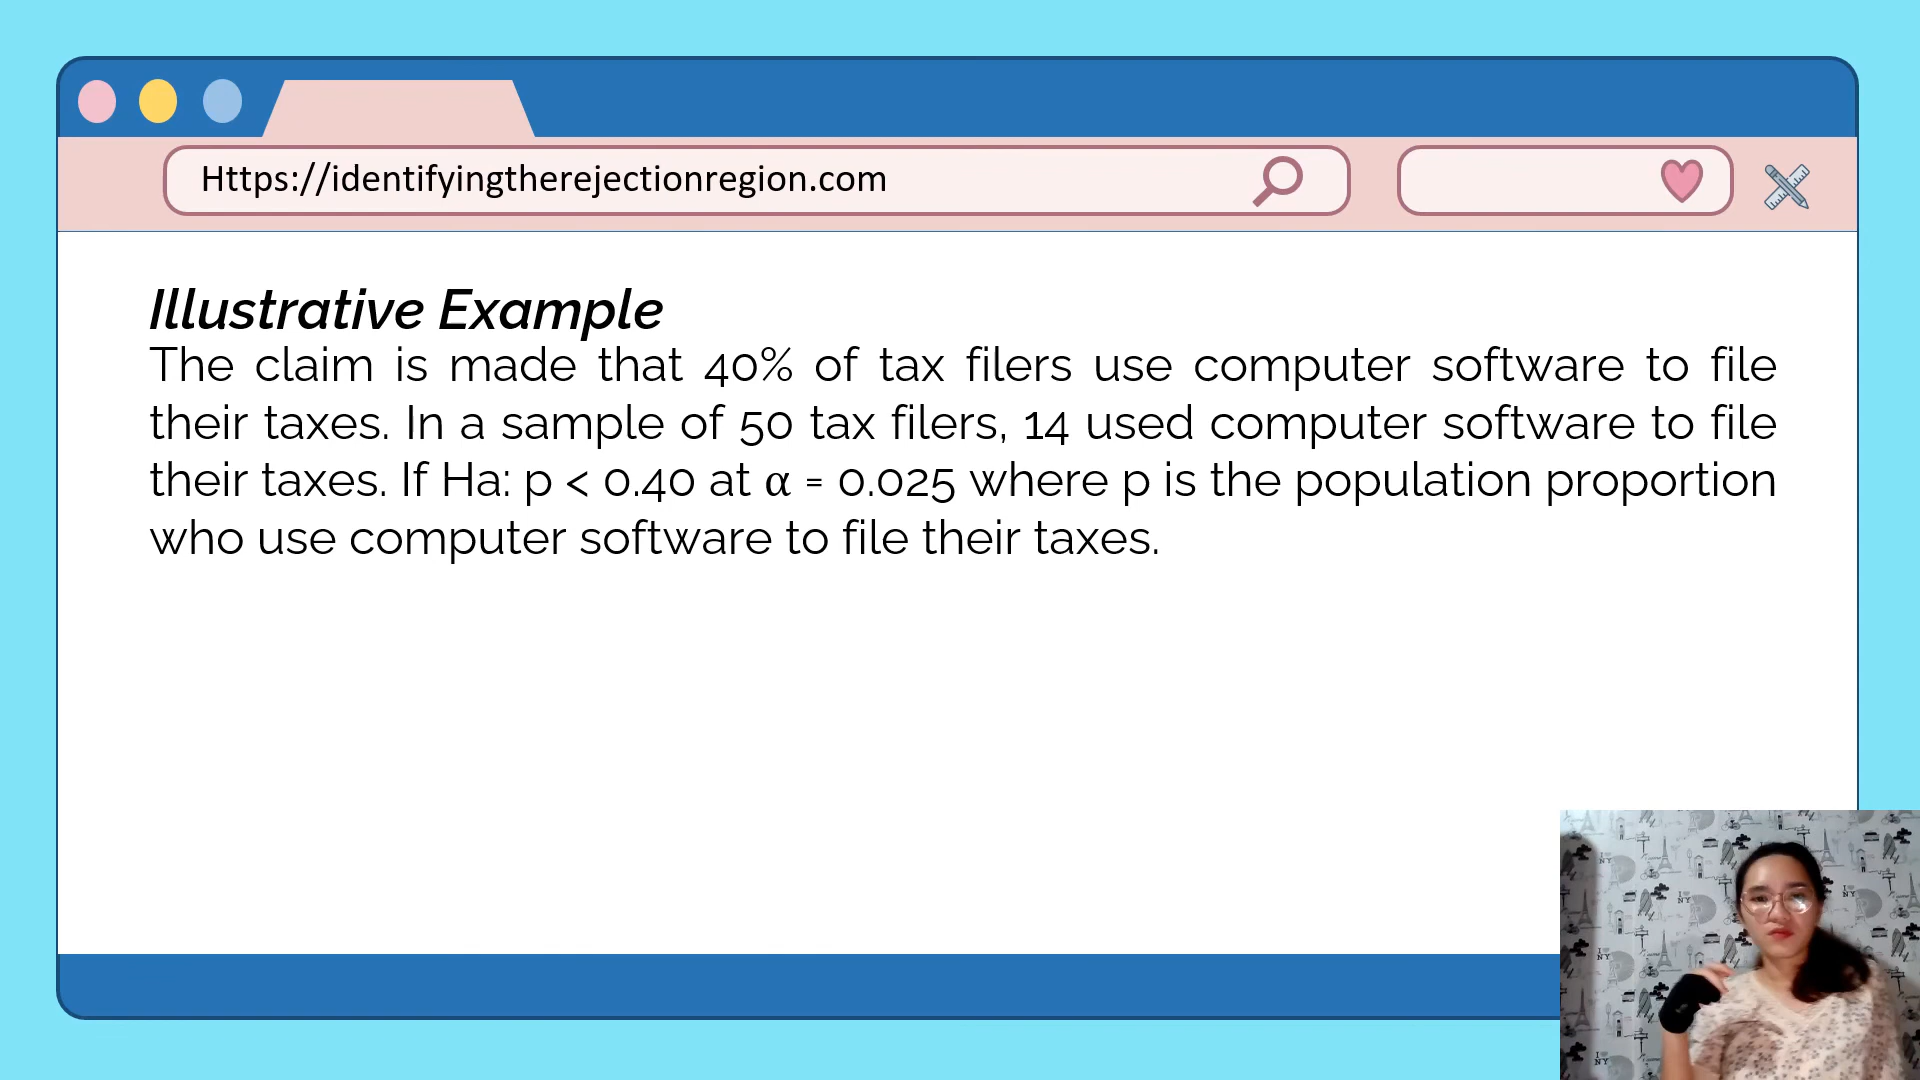 Https://identifyingtherejectionregion.com
Illustrative Example
The claim is made that 40% of tax filers use computer software to file
their taxes. In a sample of 50 tax filers, 14 used computer software to file
their taxes. If Ha: p < 0.40 at α = 0.025 where p is the population proportion
who use computer software to file their taxes.